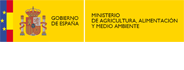 GOBIERNO
DE ESPAÑA
MINISTERIO
DE AGRICULTURA, ALIMENTACIÓN
Y MEDIO AMBIENTE